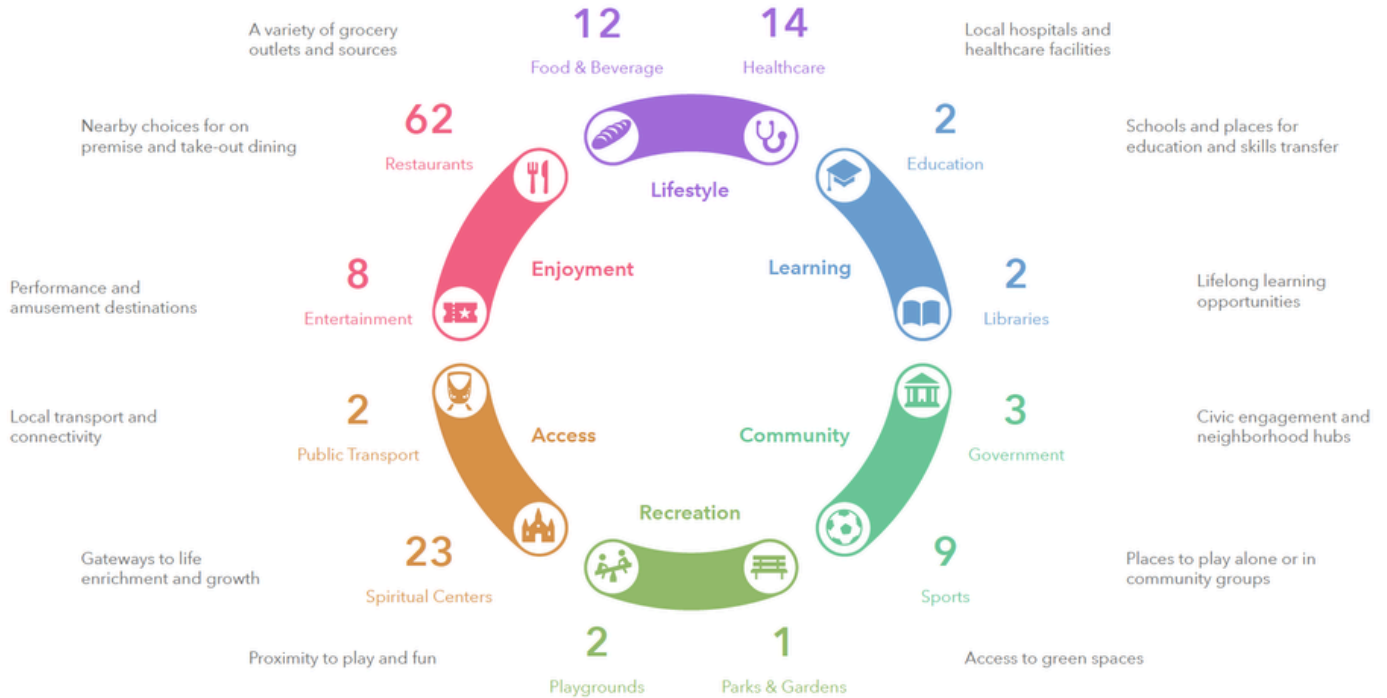 A variety of grocery
outlets and sources
12
Food & Beverage
14
Healthcare
Local hospitals and
healthcare facilities
Nearby choices for on
premise and take-out dining
62
Restaurants
Lifestyle
2
Education
Schools and places for
education and skills transfer
Performance and
amusement destinations
8
Entertainment
Enjoyment
Learning
2
Libraries
Lifelong learning
opportunities
Local transport and
connectivity
2
Public Transport
Access
Community
3
Government
Civic engagement and
neighborhood hubs
Gateways to life
enrichment and growth
23
Spiritual Centers
Recreation
9
Sports
Places to play alone or in
community groups
Proximity to play and fun
2
Playgrounds
1
Parks & Gardens
Access to green spaces